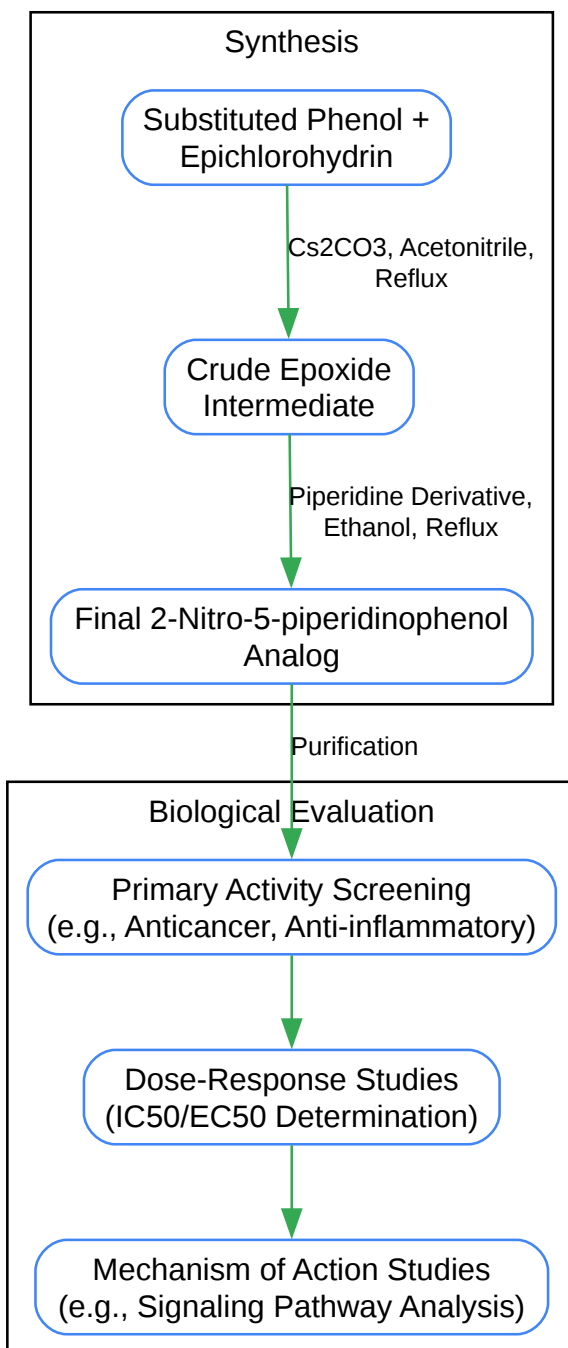 Synthesis
Substituted Phenol +
Epichlorohydrin
Cs2CO3, Acetonitrile,
Reflux
Crude Epoxide
Intermediate
Piperidine Derivative,
Ethanol, Reflux
Final 2-Nitro-5-piperidinophenol
Analog
Purification
Biological Evaluation
Primary Activity Screening
(e.g., Anticancer, Anti-inflammatory)
Dose-Response Studies
(IC50/EC50 Determination)
Mechanism of Action Studies
(e.g., Signaling Pathway Analysis)